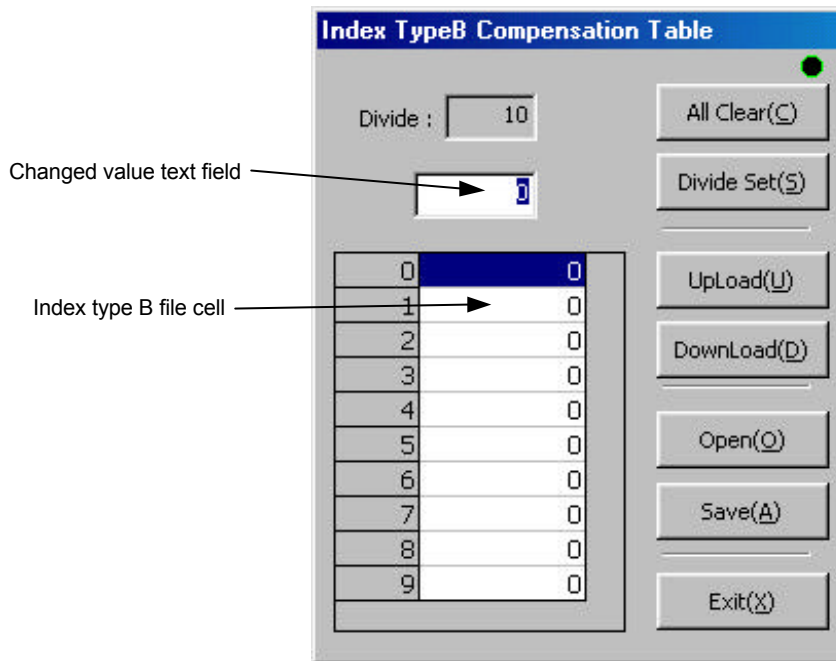 Index TypeB Compensation Table
Divide : 10
All Clear(C)
Changed value text field
0
Divide Set(S)
0 0
UpLoad(U)
Index type B file cell
1 0
2 0
DownLoad(D)
3 0
4 0
5 0
Open(O)
6 0
7 0
Save(A)
8 0
9 0
Exit(X)